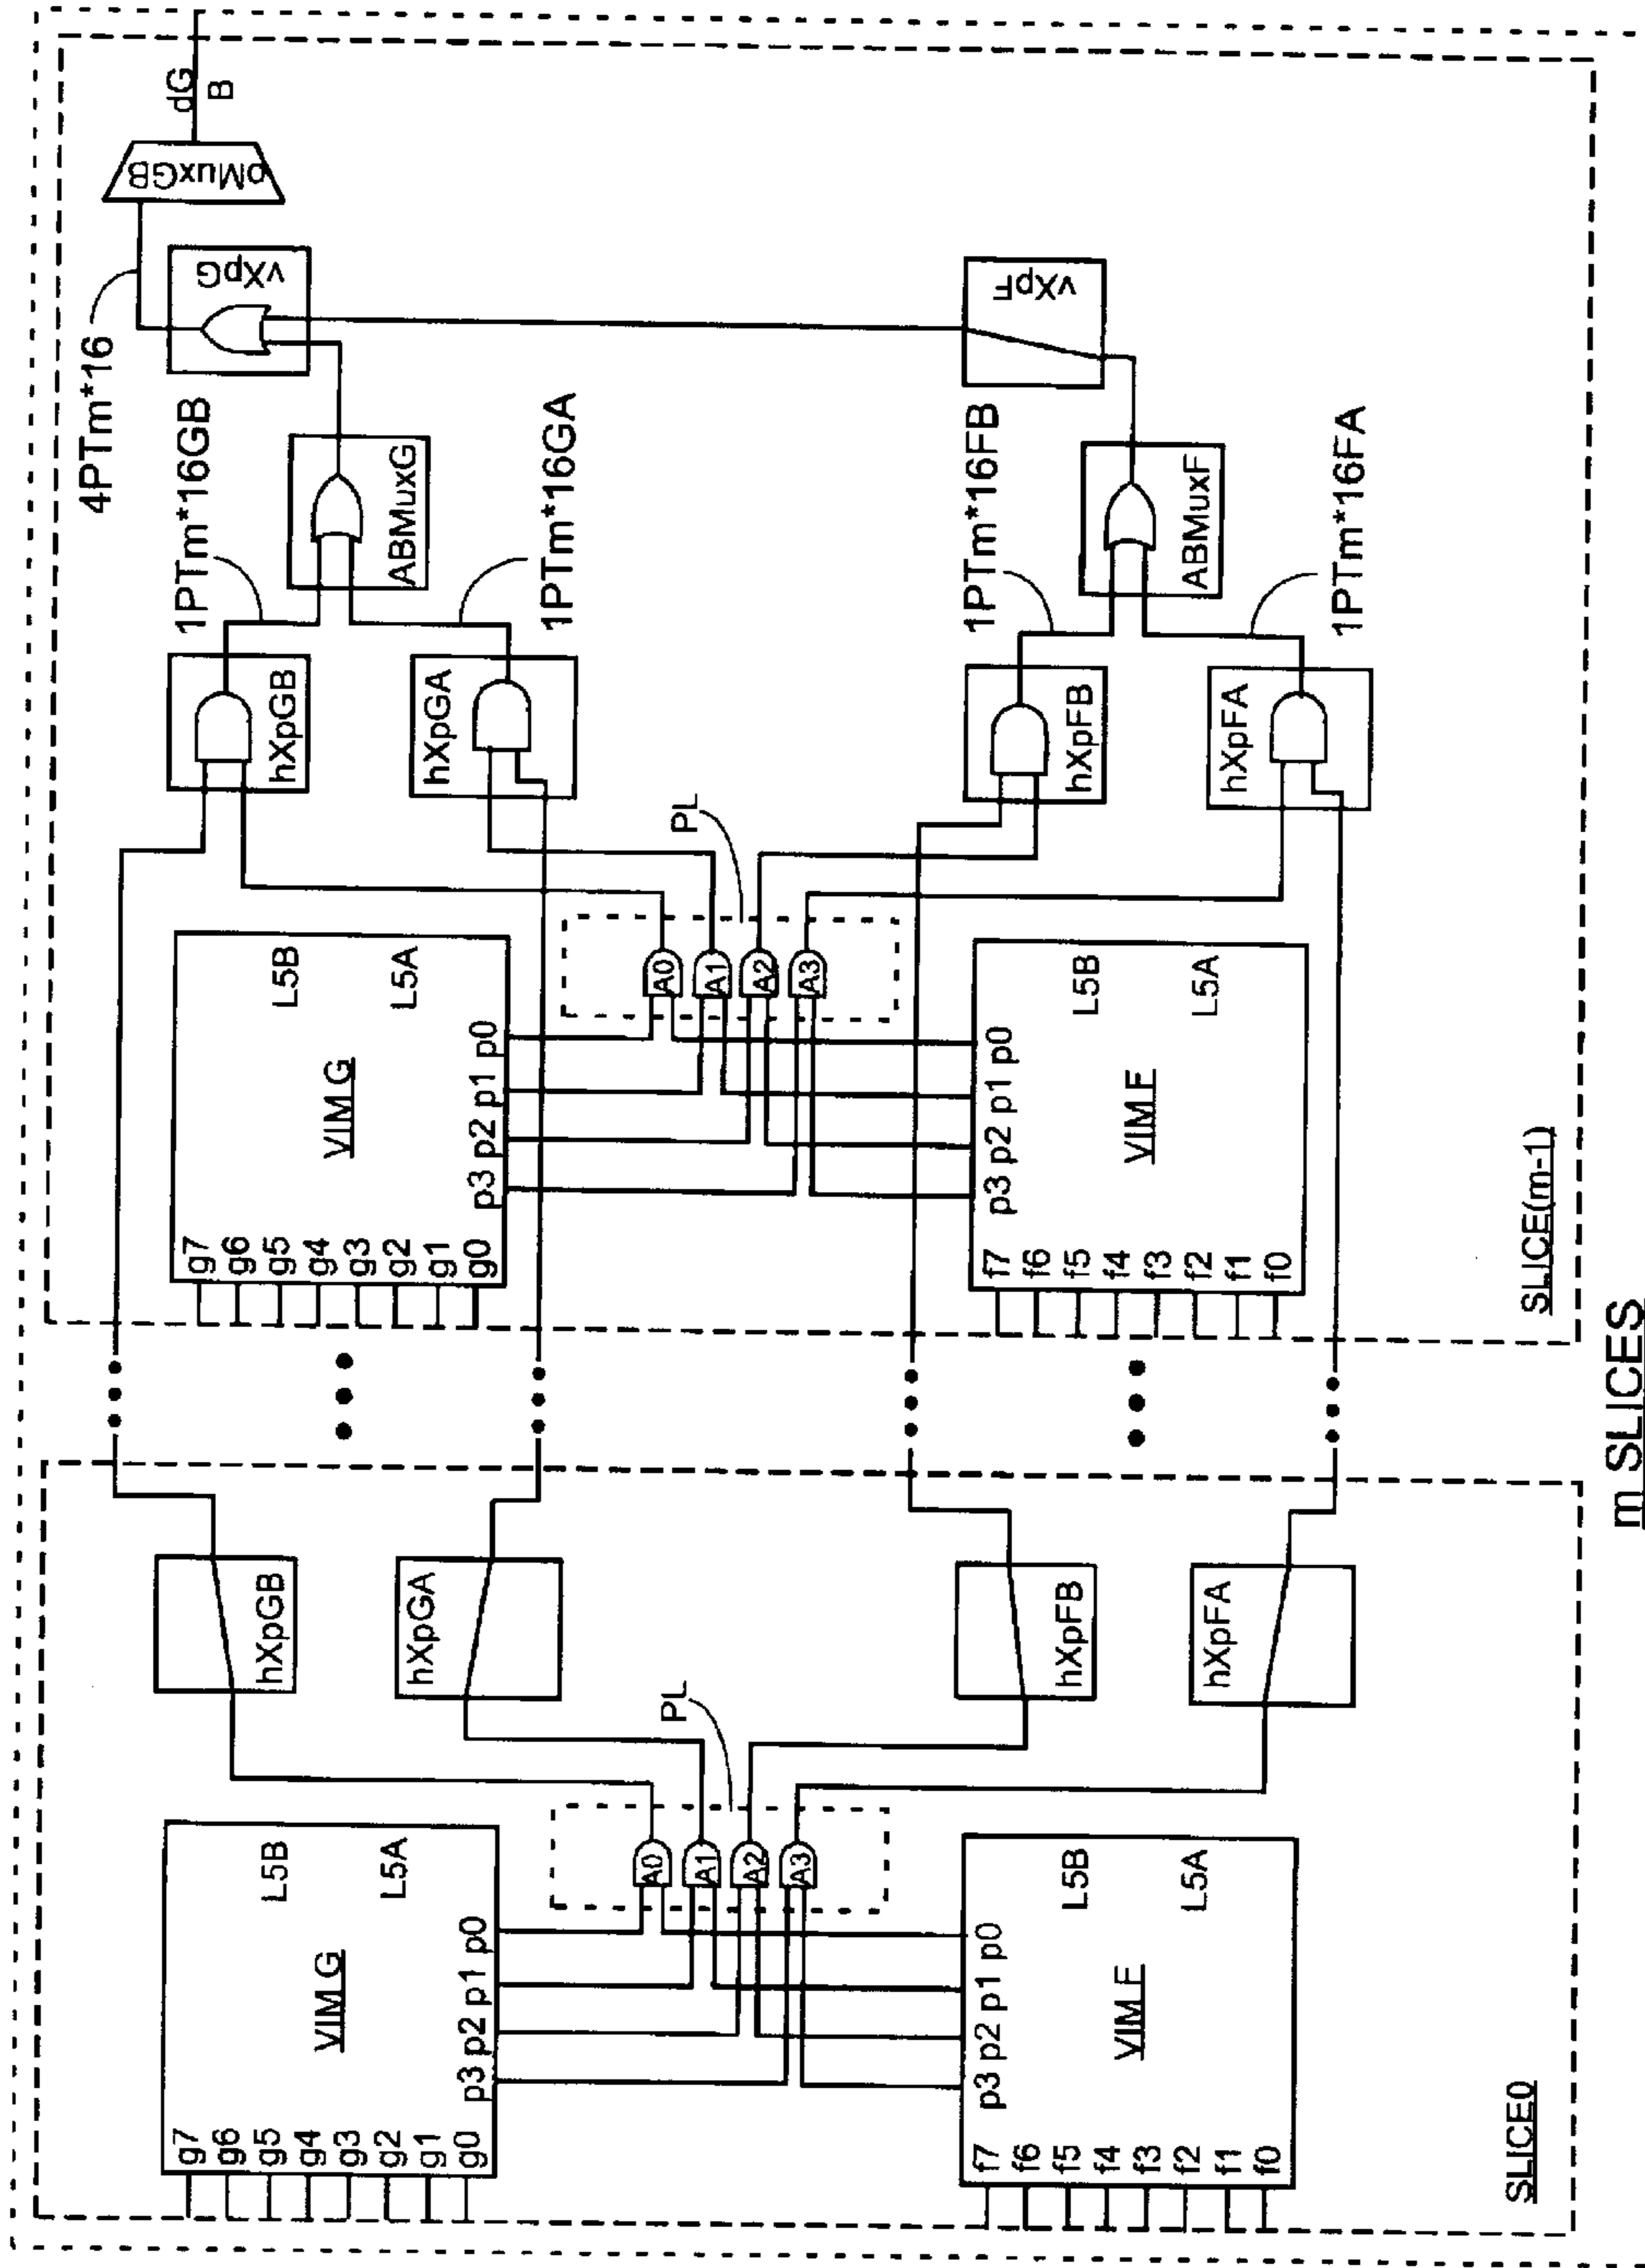 4PTm*16
pMuxGB
dG
B
vXpG
1PTm*16GB
ABMuxG
1PTm*16GA
hXpGB
hXpGA
PL
vXpF
1PTm*16FB
ABMuxF
1PTm*16FA
hXpFB
hXpFA
VIM G
L5B
L5A
g7
g6
g5
g4
g3
g2
g1
g0
p3 p2 p1 p0
A0
A1
A2
A3
VIM F
L5B
L5A
p3 p2 p1 p0
f7
f6
f5
f4
f3
f2
f1
f0
SLICE(m-1)
hXpGB
hXpGA
PL
hXpFB
hXpFA
VIM G
L5B
L5A
g7
g6
g5
g4
g3
g2
g1
g0
p3 p2 p1 p0
A0
A1
A2
A3
VIM F
L5B
L5A
p3 p2 p1 p0
f7
f6
f5
f4
f3
f2
f1
f0
SLICE0
m SLICES